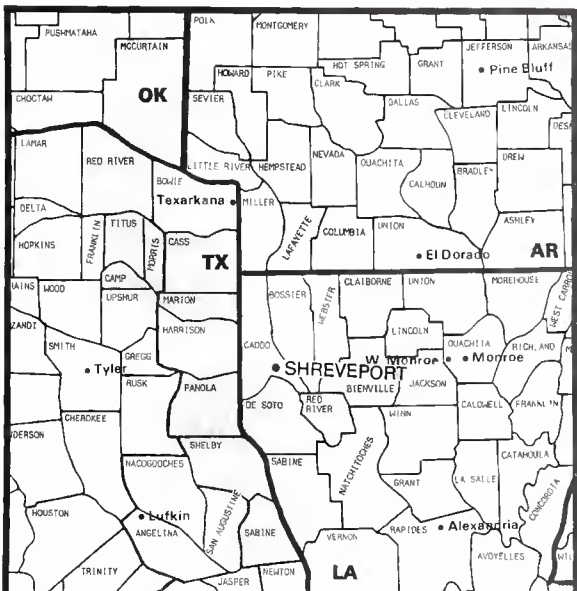 POLK
MONTGOMERY
PUSHMATAHA
MCCURTAIN
JEFFERSON
ARKANSAS
HOT SPRING
GRANT
Pine Bluff
HOWARD
PIKE
CLARK
CHOCTAW
OK
SEVIER
DALLAS
CLEVELAND
LINCOLN
LAMAR
RED RIVER
LITTLE RIVER
HEMPSTEAD
NEVADA
OUACHITA
DREW
BOWIE
CALHOUN
BRADLEY
Texarkana
MILLER
LAFAYETTE
DELTA
TITUS
COLUMBIA
UNION
ASHLEY
HOPKINS
FRANKLIN
MORRIS
CASS
TX
El Dorado
AR
CAMP
WOOD
UPSHUR
MARION
BOSSIER
WEBSTER
CLAIBORNE
UNION
MOREHOUSE
WEST CARROL
ZANDT
SMITH
HARRISON
CADDO
LINCOLN
OUACHITA
RICHLAND
GREGG
Tyler
SHREVEPORT
W. Monroe
Monroe
RUSK
PANOLA
DE SOTO
RED RIVER
BIENVILLE
JACKSON
CALDWELL
FRANKLIN
CHEROKEE
WINN
SHELBY
SABINE
NATCHITOCHES
CATAHOULA
NACOGDOCHES
GRANT
LA SALLE
CONCORDIA
HOUSTON
Lufkin
SAN AUGUSTINE
ANGELINA
SABINE
VERNON
RAPIDES
Alexandria
TRINITY
JASPER
NEWTON
LA
AVOYELLES